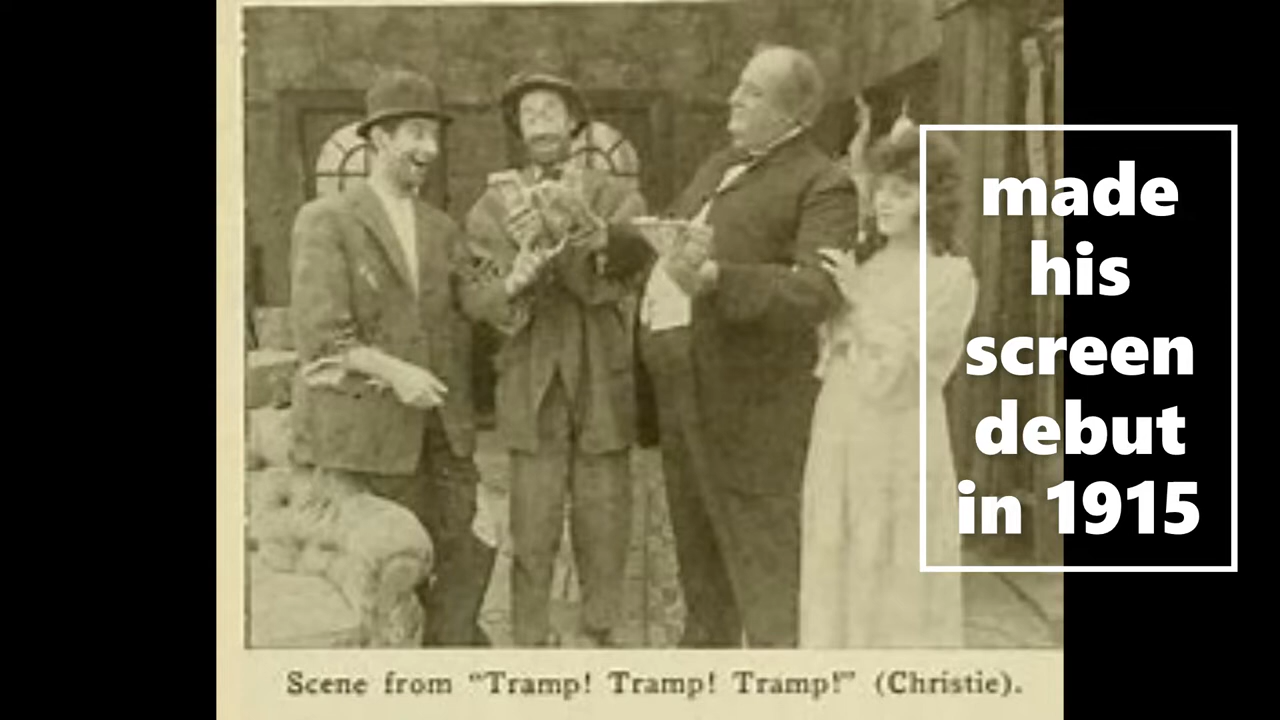 made
his
screen
debut
in 1915
Scene from "Tramp! Tramp! Tramp!" (Christie).